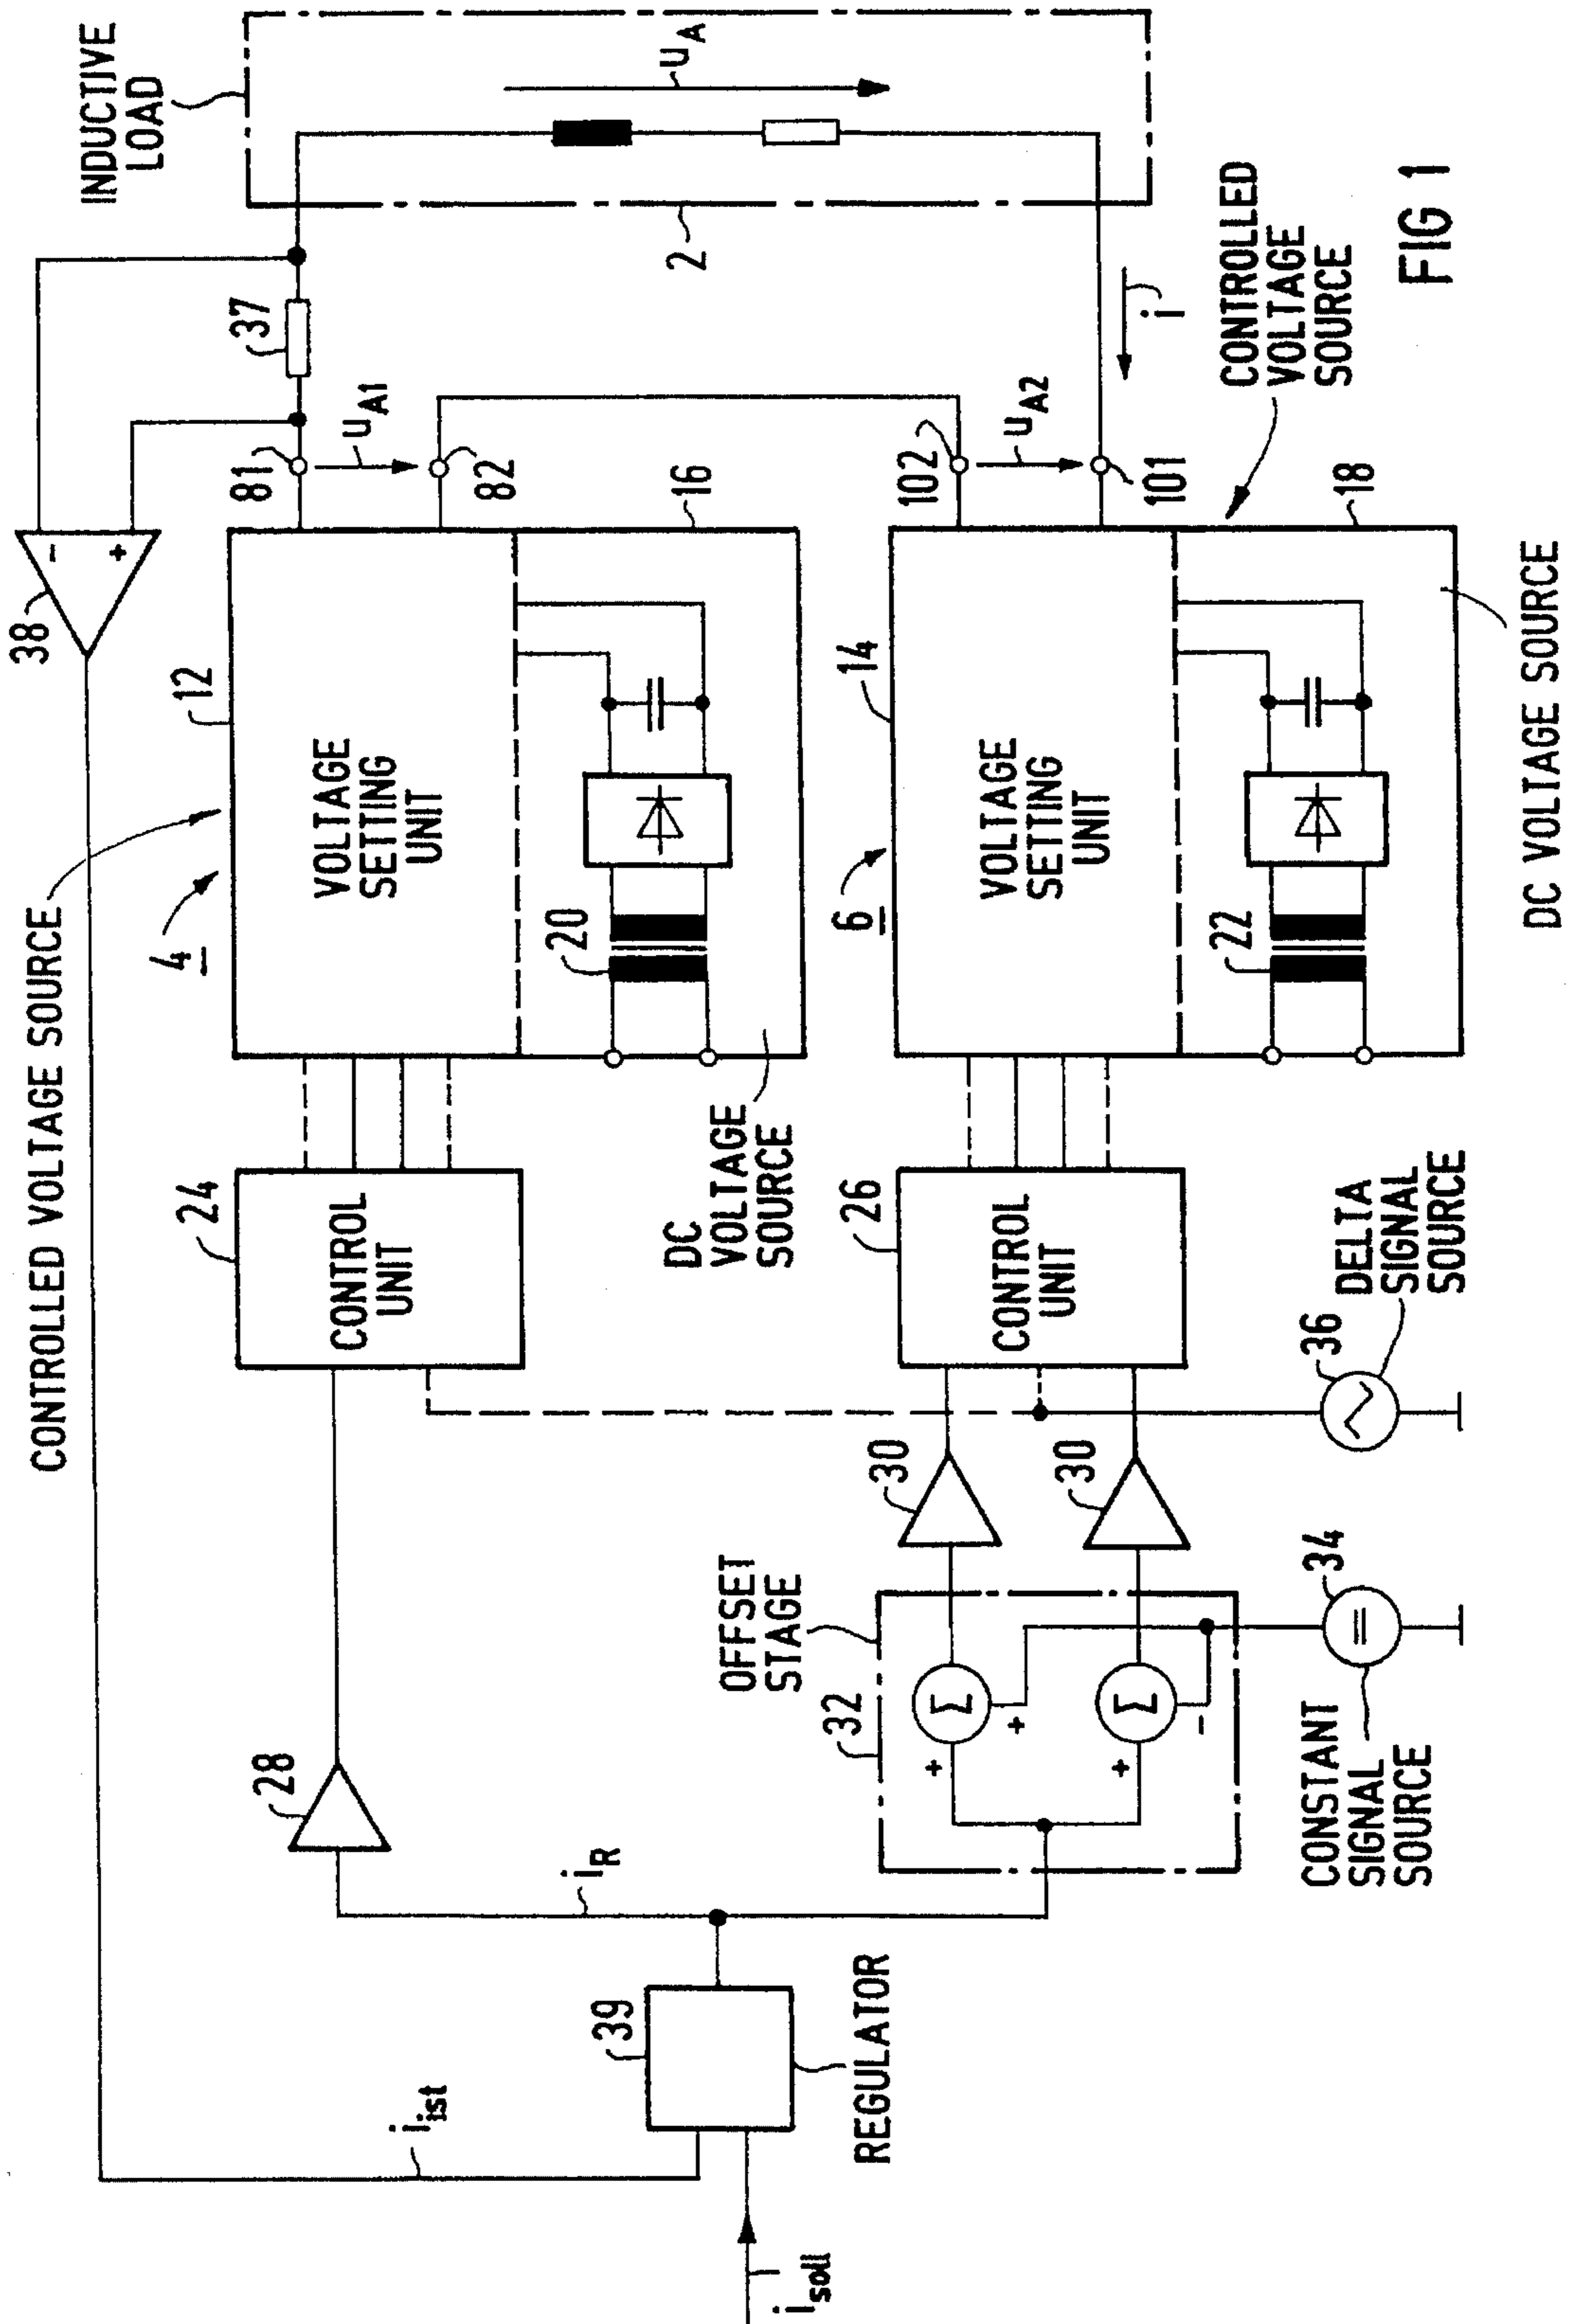 INDUCTIVE
LOAD
u_A
2
37
38
81
u_A1
82
102
u_A2
101
i
CONTROLLED
VOLTAGE
SOURCE
FIG 1
CONTROLLED VOLTAGE SOURCE
4
12
VOLTAGE
SETTING
UNIT
16
20
DC
VOLTAGE
SOURCE
6
14
VOLTAGE
SETTING
UNIT
18
22
DC VOLTAGE SOURCE
24
CONTROL
UNIT
26
CONTROL
UNIT
36
DELTA
SIGNAL
SOURCE
28
30
30
OFFSET
STAGE
32
Σ
+
+
Σ
+
-
34
=
CONSTANT
SIGNAL
SOURCE
i_R
39
REGULATOR
i_ist
i_soll
-
+